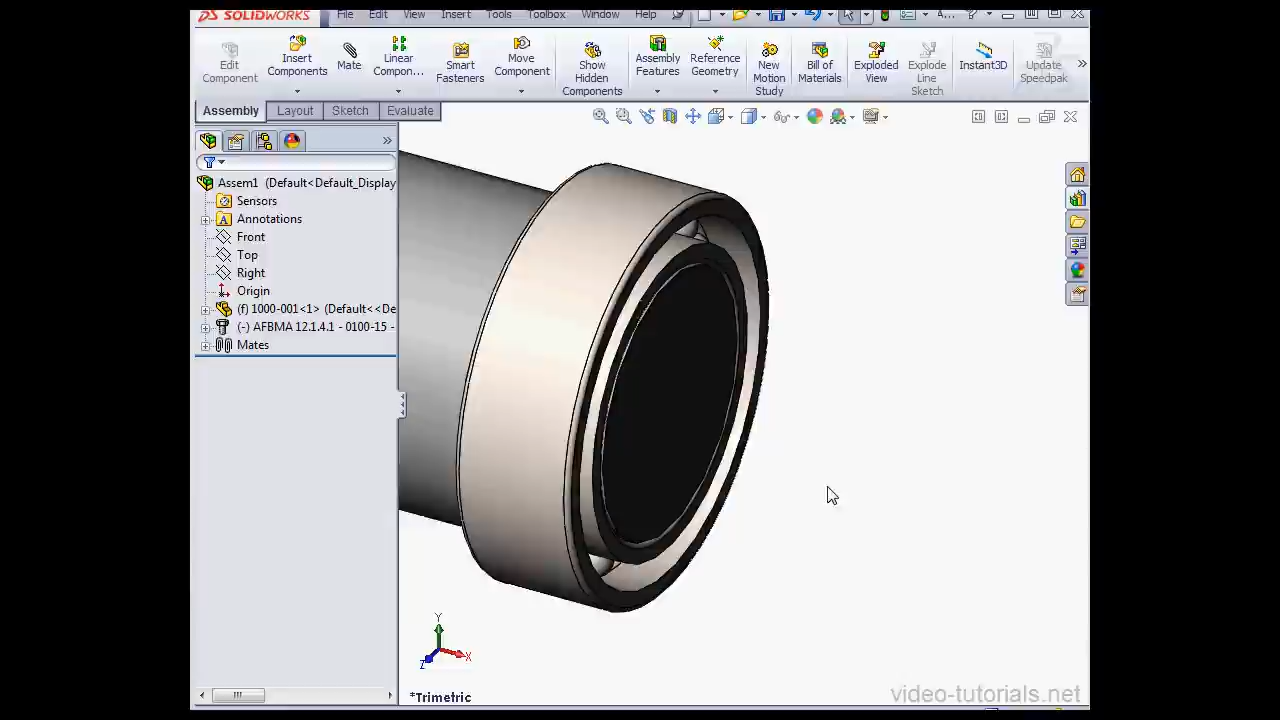 SOLIDWORKS File Edit View Insert Tools Toolbox Window Help A... ?
Edit Component
Insert Components
Mate
Linear Compon...
Smart Fasteners
Move Component
Show Hidden Components
Assembly Features
Reference Geometry
New Motion Study
Bill of Materials
Exploded View
Explode Line Sketch
Instant3D
Update Speedpak
Assembly Layout Sketch Evaluate
Assem1 (Default<Default_Display
Sensors
Annotations
Front
Top
Right
Origin
(f) 1000-001<1> (Default<<De
(-) AFBMA 12.1.4.1 - 0100-15 -
Mates
Y
X
Z
*Trimetric
video-tutorials.net